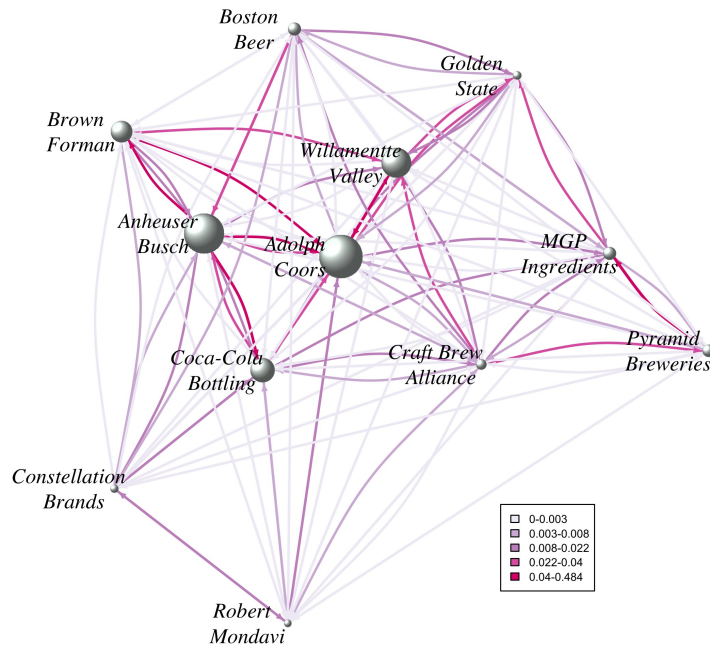 Boston
Beer
Golden
State
Brown
Forman
Willamentte
Valley
Anheuser
Busch
Adolph
Coors
MGP
Ingredients
Coca-Cola
Bottling
Craft Brew
Alliance
Pyramid
Breweries
Constellation
Brands
0-0.003
0.003-0.008
0.008-0.022
0.022-0.04
0.04-0.484
Robert
Mondavi